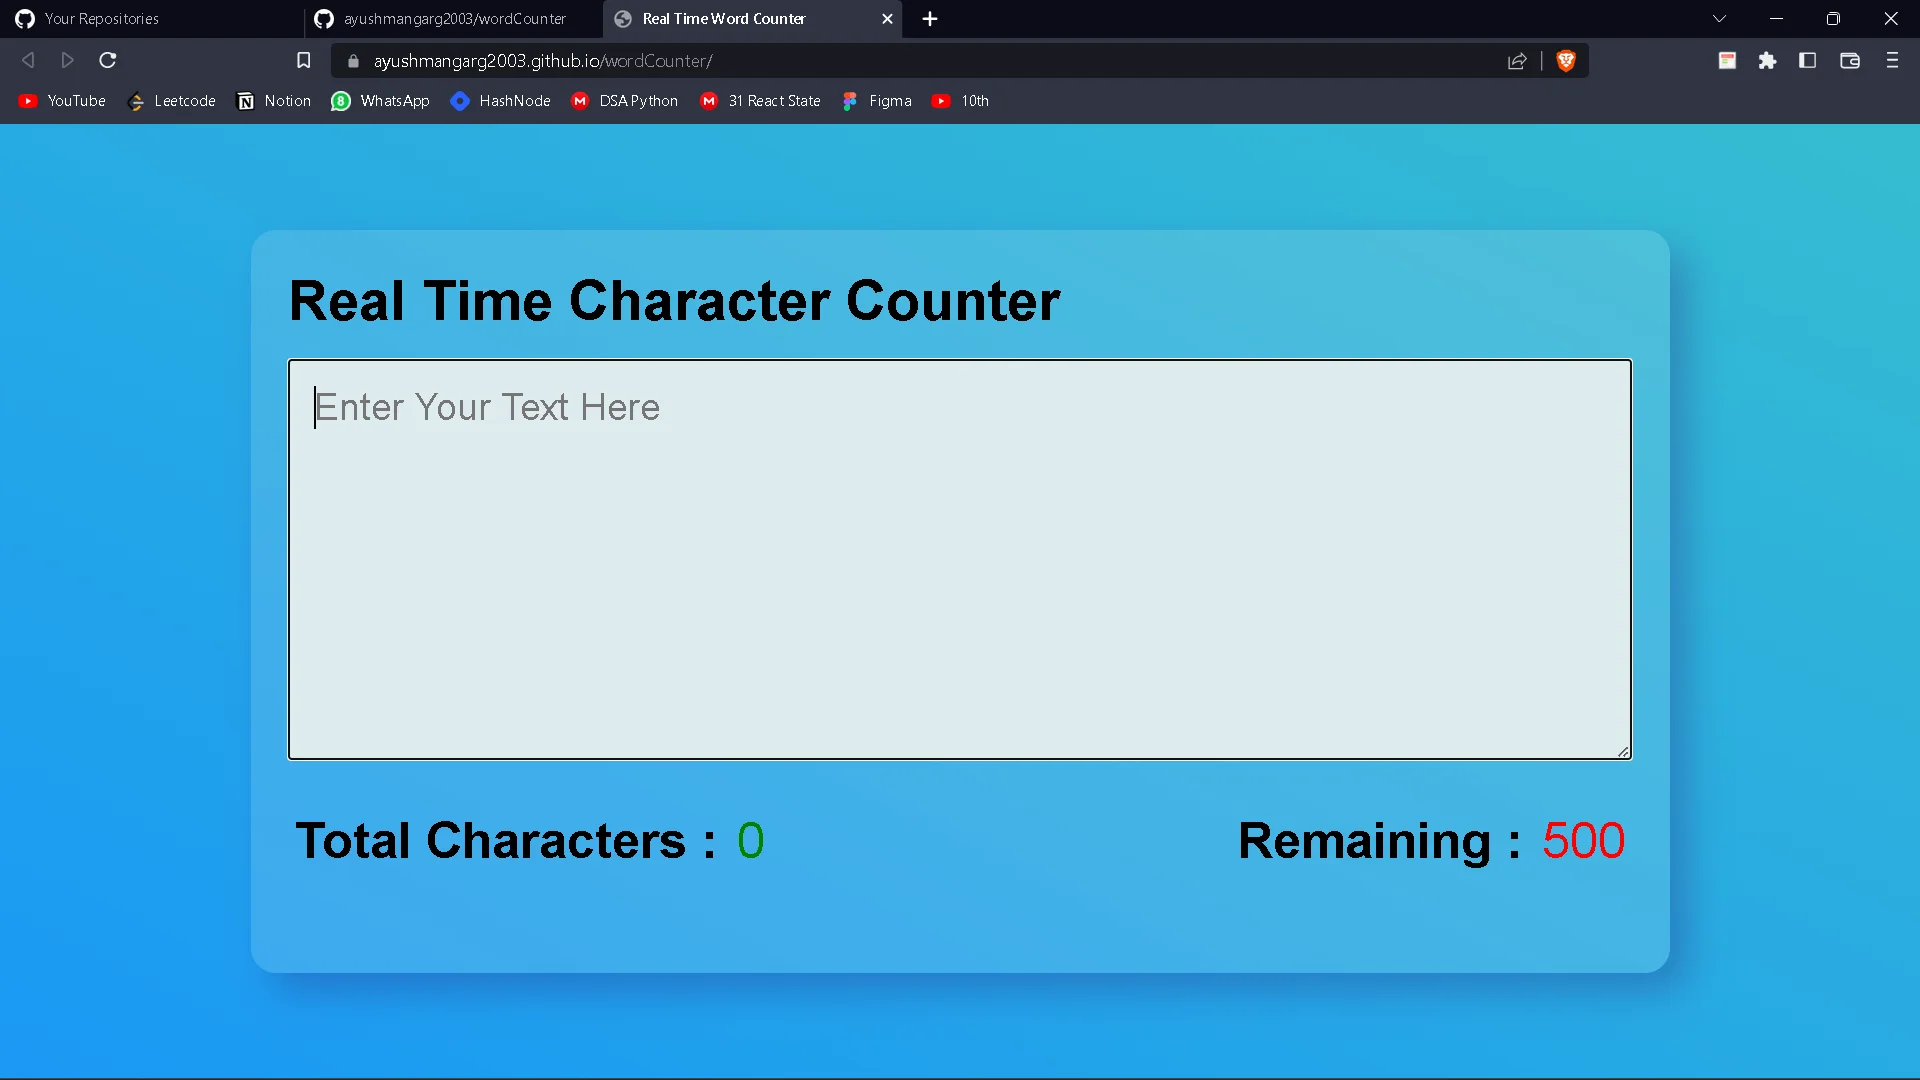 Your Repositories
ayushmangarg2003/wordCounter
Real Time Word Counter
ayushmangarg2003.github.io/wordCounter/
YouTube
Leetcode
Notion
8
WhatsApp
HashNode
M
DSA Python
M
31 React State
Figma
10th
Real Time Character Counter
Enter Your Text Here
Total Characters : 0
Remaining : 500